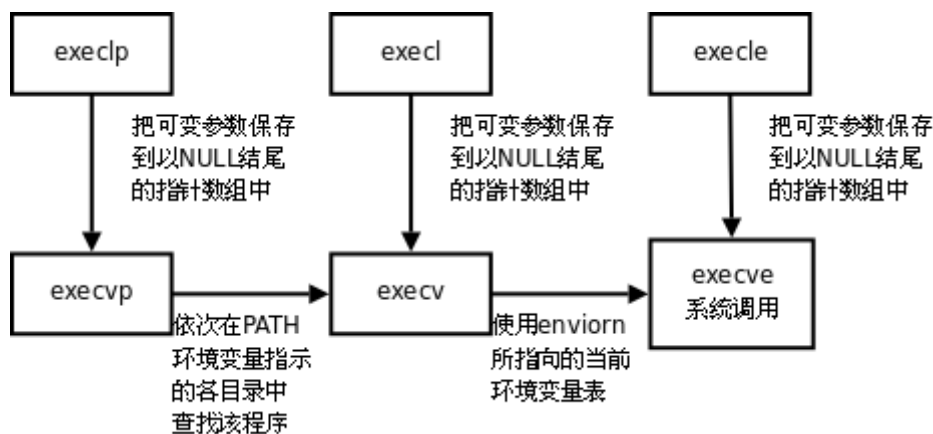 execlp
execl
execle
把可变参数保存
到以NULL结尾
的指针数组中
把可变参数保存
到以NULL结尾
的指针数组中
把可变参数保存
到以NULL结尾
的指针数组中
execvp
execv
execve
系统调用
依次在PATH
环境变量指示
的各目录中
查找该程序
使用enviorn
所指向的当前
环境变量表